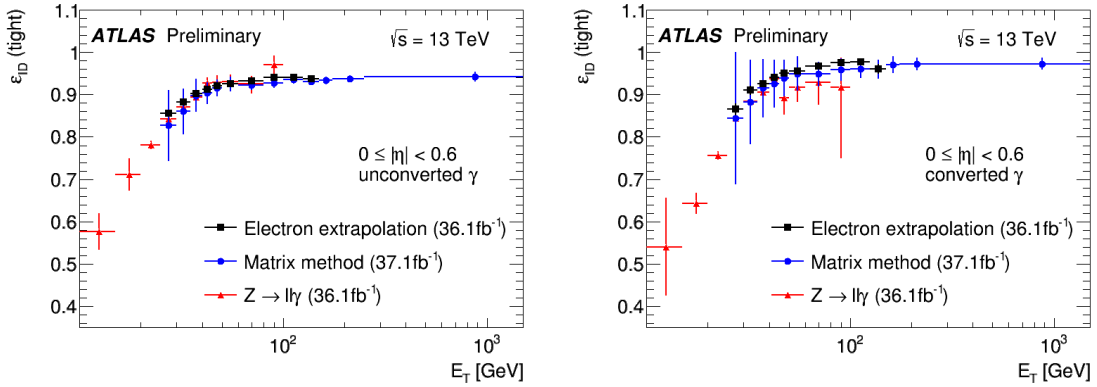 ε_ID (tight)
1.1
1
0.9
0.8
0.7
0.6
0.5
0.4
ATLAS Preliminary
√s = 13 TeV
0 ≤ |η| < 0.6
unconverted γ
Electron extrapolation (36.1fb⁻¹)
Matrix method (37.1fb⁻¹)
Z → llγ (36.1fb⁻¹)
10²
10³
E_T [GeV]
ε_ID (tight)
1.1
1
0.9
0.8
0.7
0.6
0.5
0.4
ATLAS Preliminary
√s = 13 TeV
0 ≤ |η| < 0.6
converted γ
Electron extrapolation (36.1fb⁻¹)
Matrix method (37.1fb⁻¹)
Z → llγ (36.1fb⁻¹)
10²
10³
E_T [GeV]